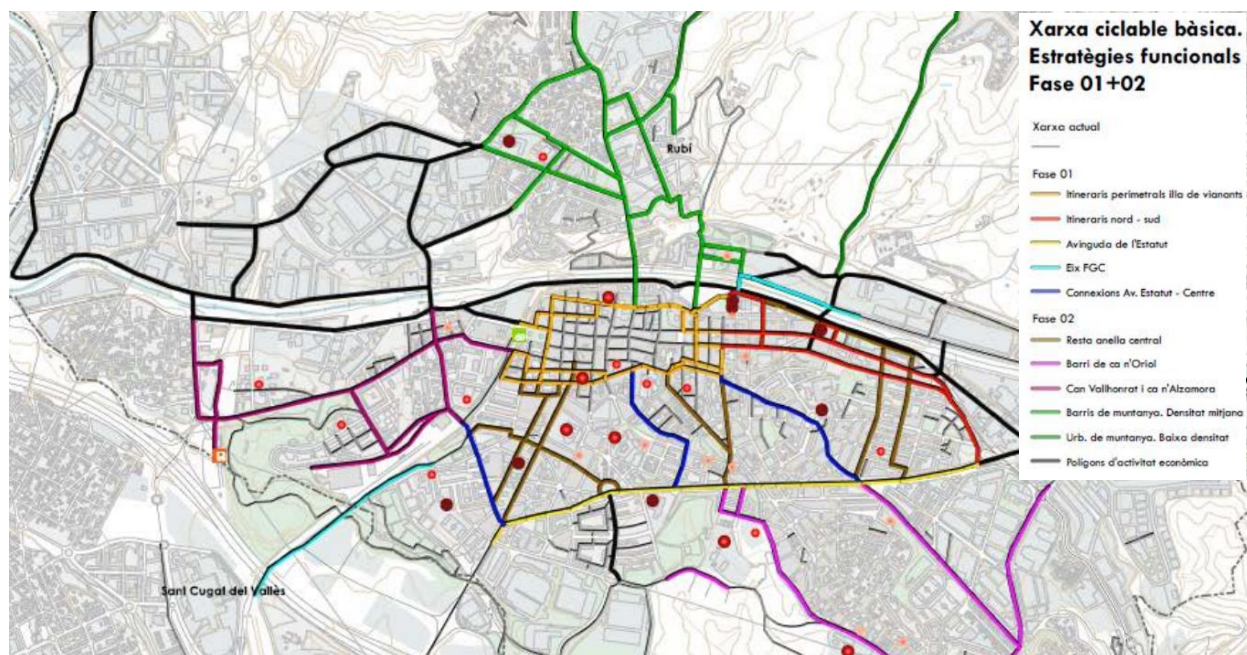 Xarxa ciclable bàsica.
Estratègies funcionals
Fase 01+02
Xarxa actual
Fase 01
Itineraris perimetrals illa de vianants
Itineraris nord - sud
Avinguda de l'Estatut
Eix FGC
Connexions Av. Estatut - Centre
Fase 02
Resta anella central
Barri de ca n'Oriol
Can Vallhonrat i ca n'Alzamora
Barris de muntanya. Densitat mitjana
Urb. de muntanya. Baixa densitat
Polígons d'activitat econòmica
Rubí
Sant Cugat del Vallès